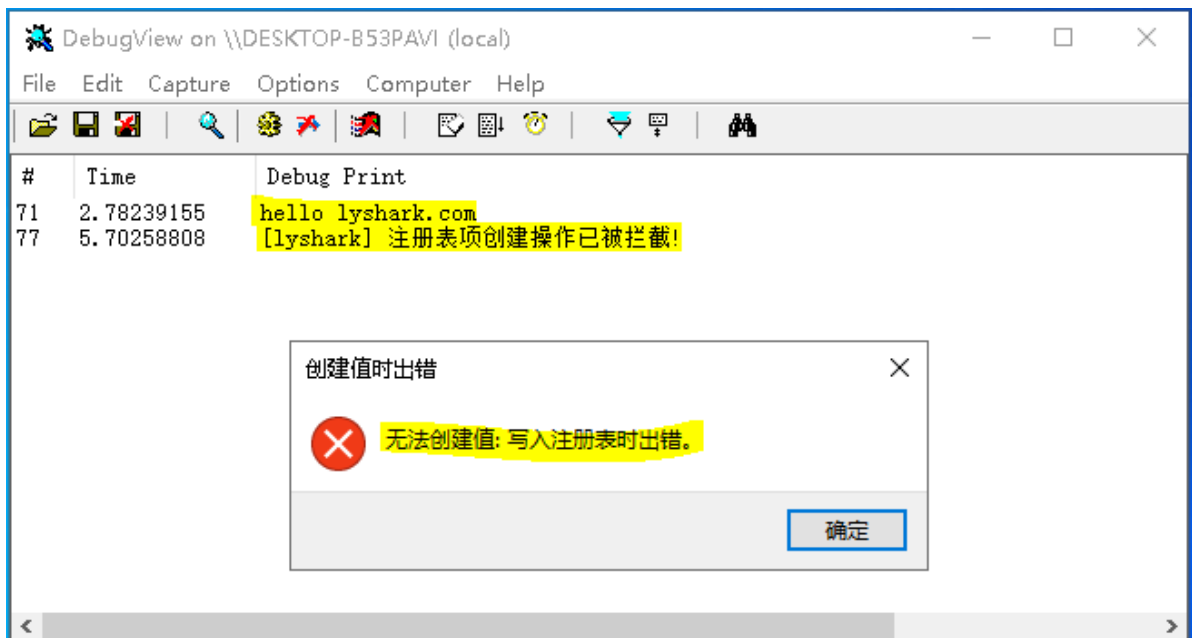 DebugView on \\DESKTOP-B53PAVI (local)
File Edit Capture Options Computer Help
# Time Debug Print
71 2.78239155 hello lyshark.com
77 5.70258808 [lyshark] 注册表项创建操作已被拦截!
创建值时出错
无法创建值: 写入注册表时出错。
确定